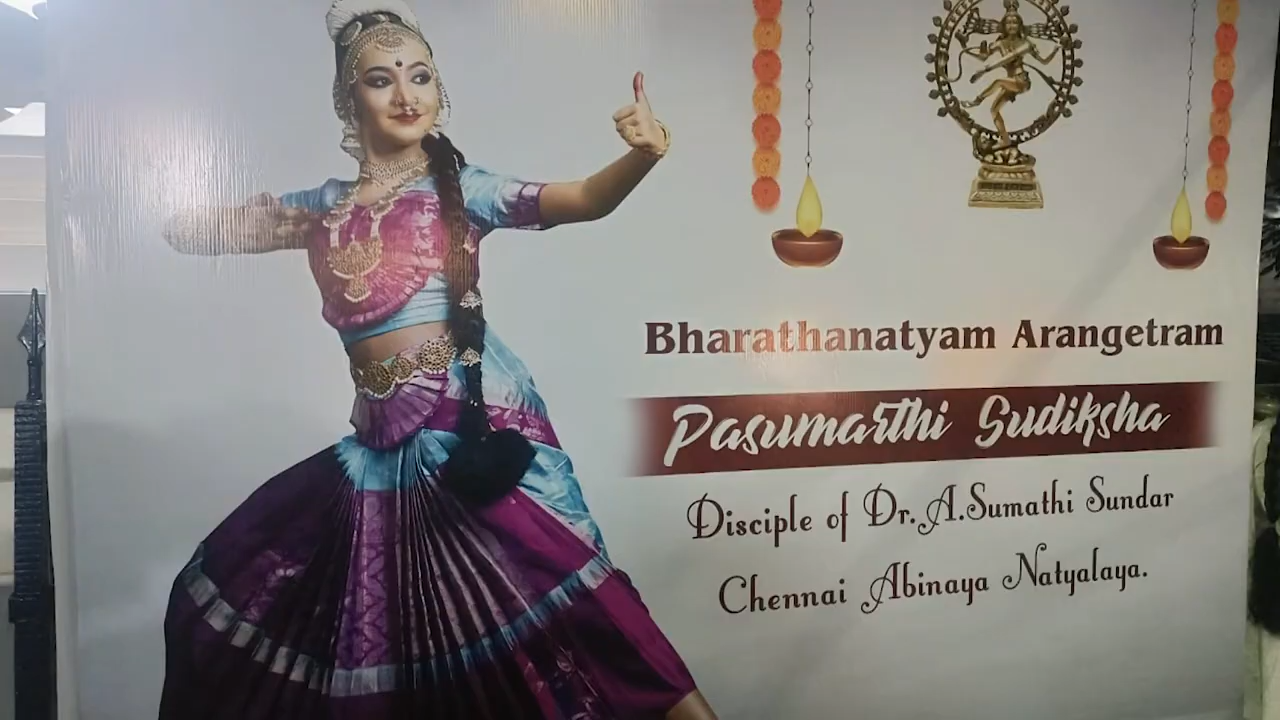 Bharathanatyam Arangetram
Pasumarthi Sudiksha
Disciple of Dr.A.Sumathi Sundar
Chennai Abinaya Natyalaya.